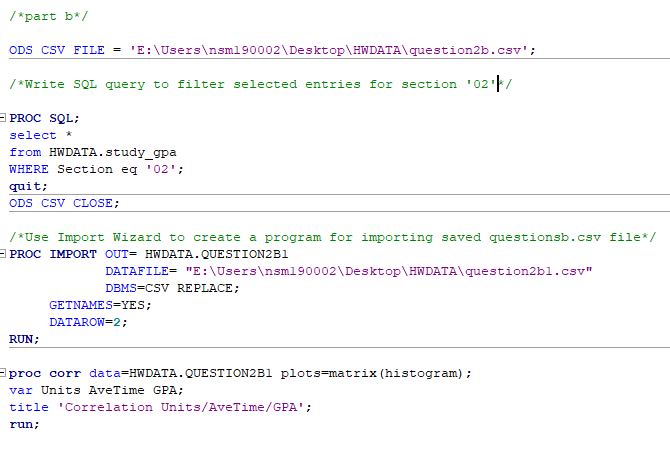 /*part b*/
ODS CSV FILE = 'E:\Users\nsm190002\Desktop\HWDATA\question2b.csv';
/*Write SQL query to filter selected entries for section '02'*/
PROC SQL;
select *
from HWDATA.study_gpa
WHERE Section eq '02';
quit;
ODS CSV CLOSE;
/*Use Import Wizard to create a program for importing saved questionsb.csv file*/
PROC IMPORT OUT= HWDATA.QUESTION2B1
DATAFILE= "E:\Users\nsm190002\Desktop\HWDATA\question2b1.csv"
DBMS=CSV REPLACE;
GETNAMES=YES;
DATAROW=2;
RUN;
proc corr data=HWDATA.QUESTION2B1 plots=matrix(histogram);
var Units AveTime GPA;
title 'Correlation Units/AveTime/GPA';
run;